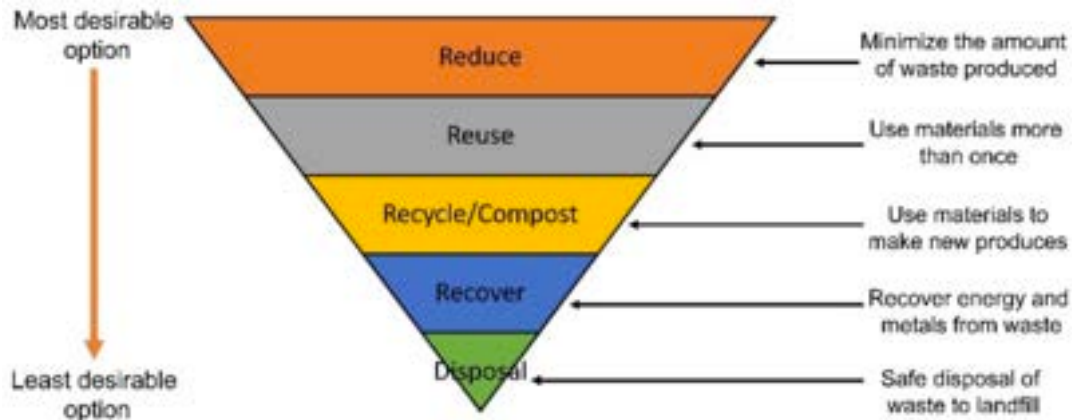 Most desirable
option
Reduce
Minimize the amount
of waste produced
Reuse
Use materials more
than once
Recycle/Compost
Use materials to
make new produces
Recover
Recover energy and
metals from waste
Disposal
Least desirable
option
Safe disposal of
waste to landfill